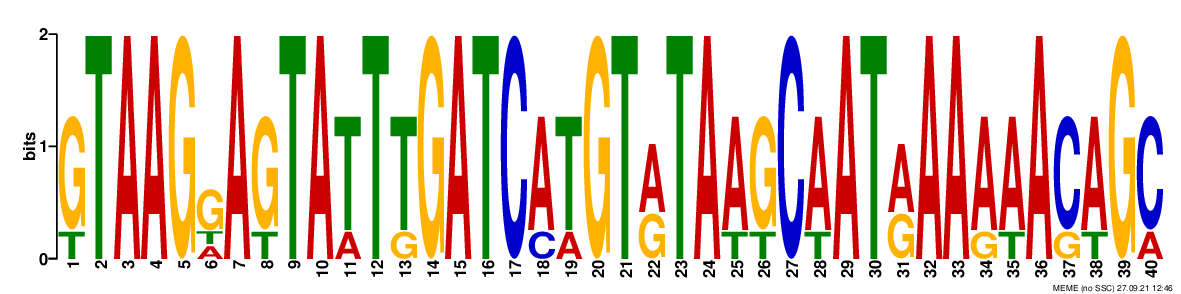 2
bits
1
0
GTAAGGAGTATTTGATCATGTATAAGCAATAAAAAACAGC
TTTAGCAGTTTGGTGTA
A
1 2 3 4 5 6 7 8 9 10 11 12 13 14 15 16 17 18 19 20 21 22 23 24 25 26 27 28 29 30 31 32 33 34 35 36 37 38 39 40
MEME (no SSC) 27.09.21 12:46